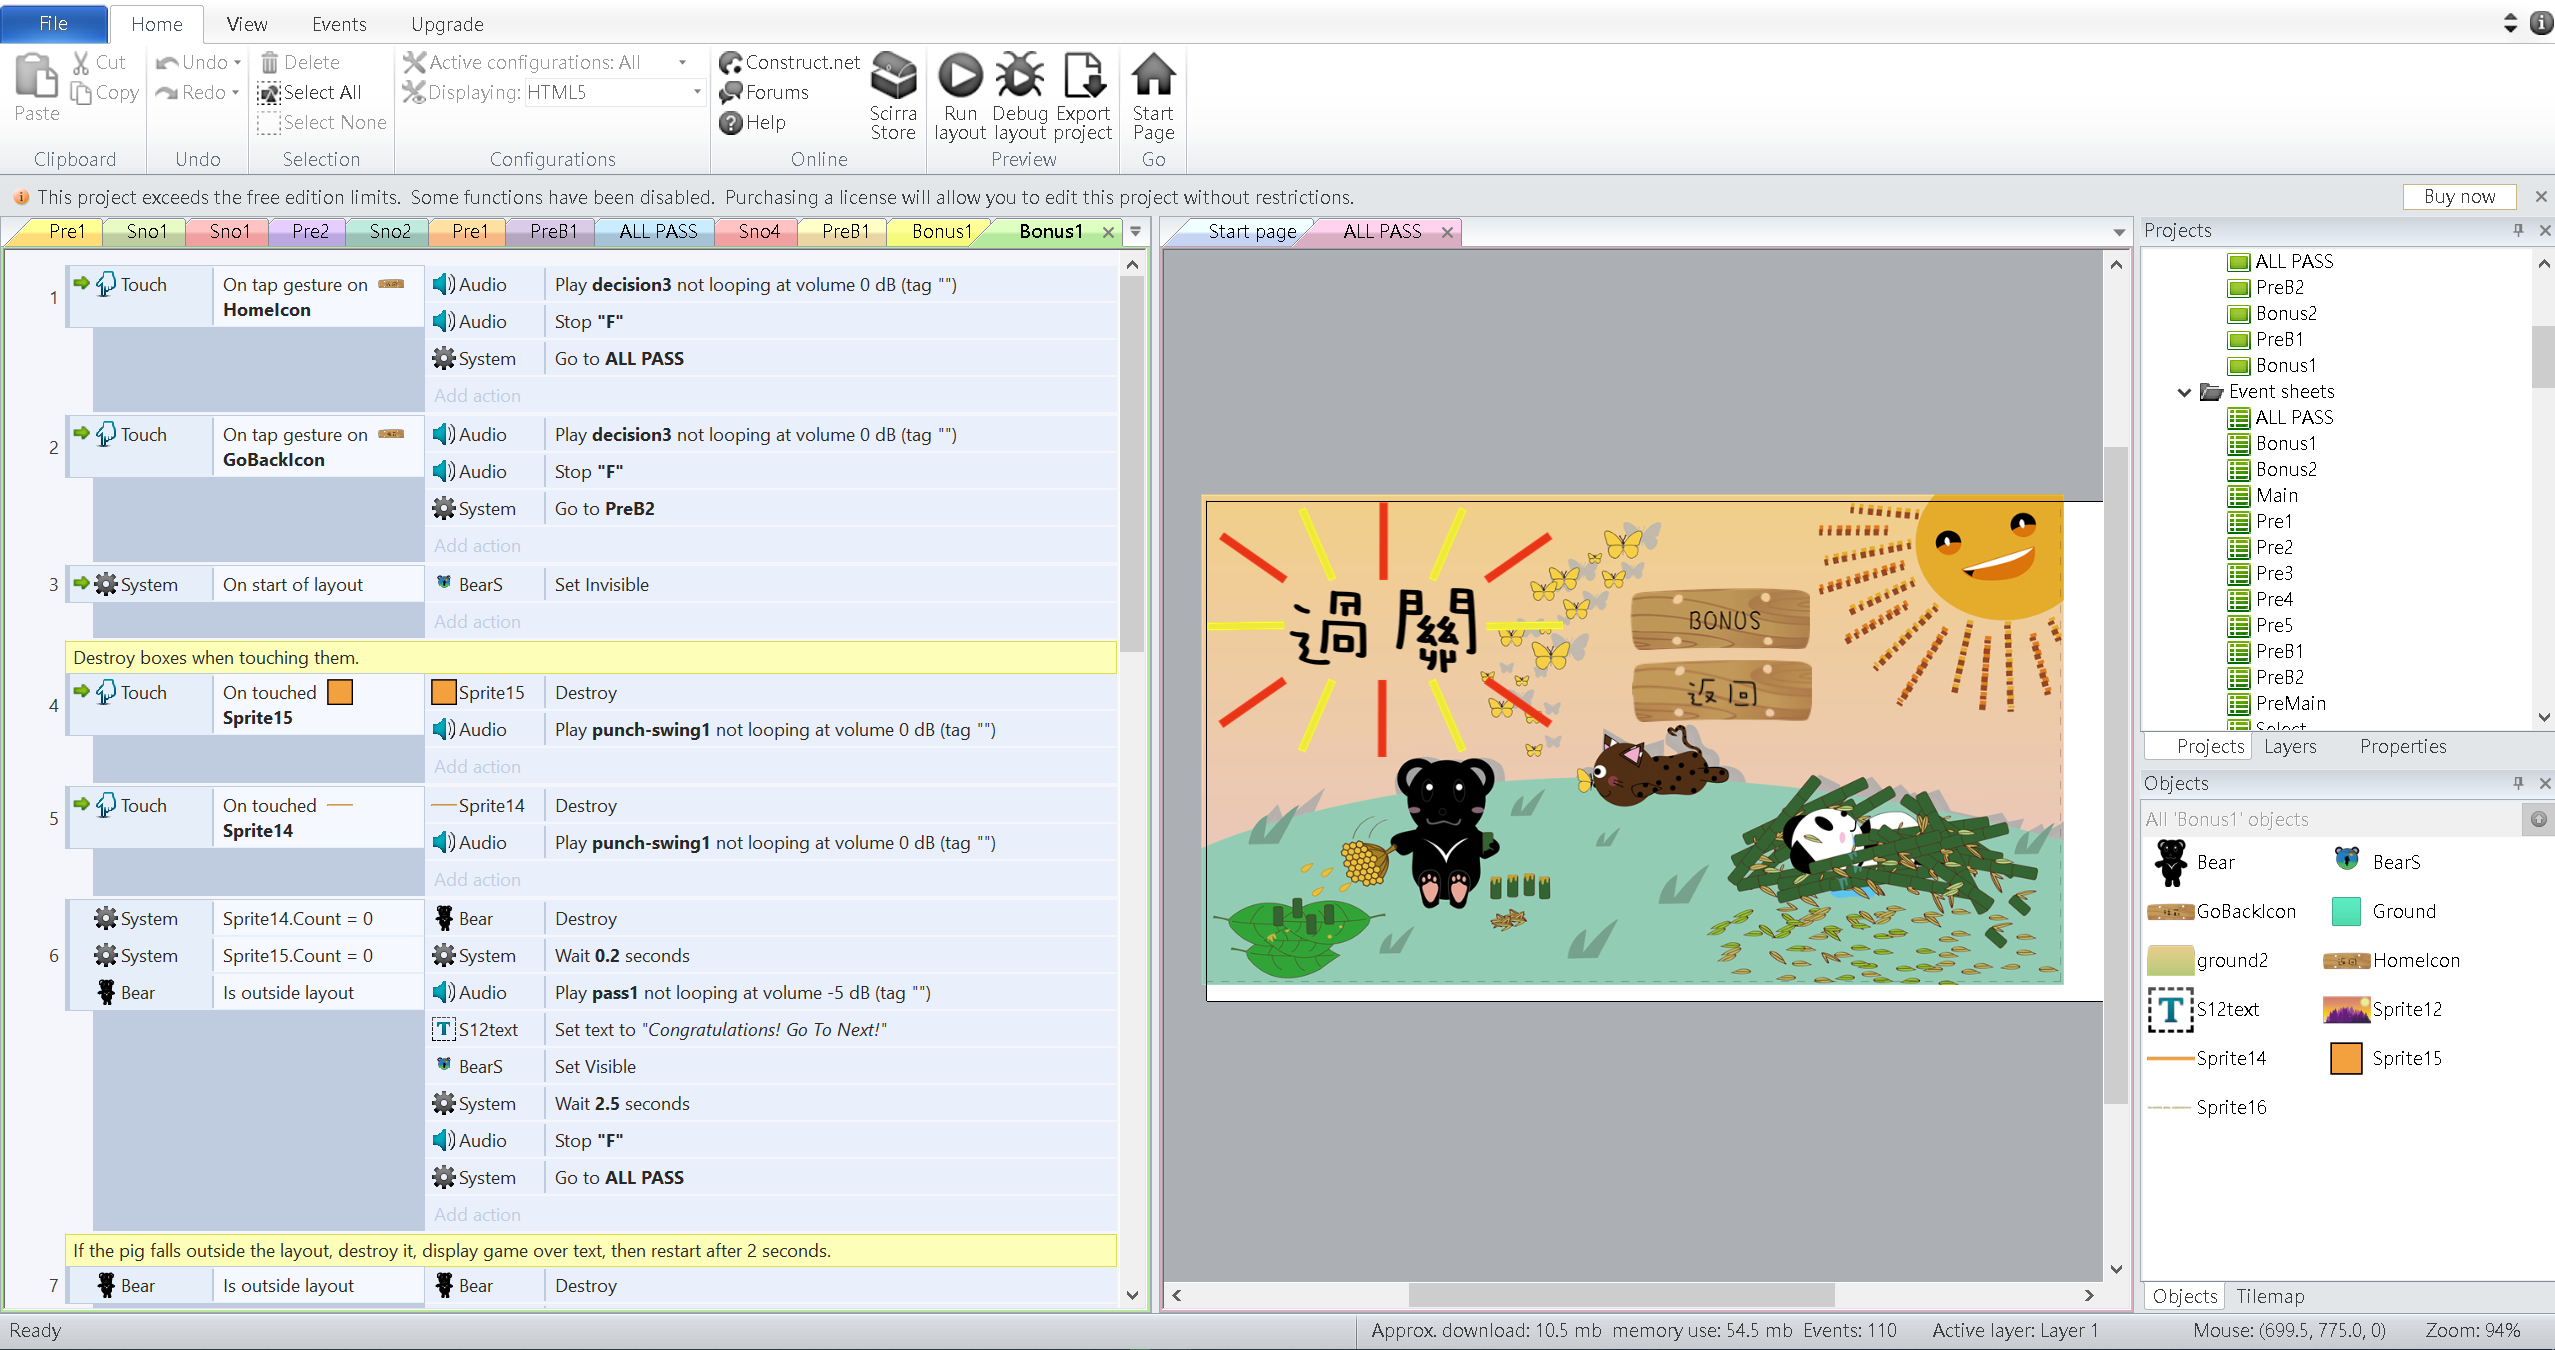 File Home View Events Upgrade
Paste
Cut
Copy
Clipboard
Undo
Redo
Undo
Delete
Select All
Select None
Selection
Active configurations: All
Displaying: HTML5
Configurations
Construct.net
Forums
Help
Scirra Store
Online
Run layout
Debug layout
Export project
Preview
Start Page
Go
This project exceeds the free edition limits. Some functions have been disabled. Purchasing a license will allow you to edit this project without restrictions.
Buy now
Pre1 Sno1 Sno1 Pre2 Sno2 Pre1 PreB1 ALL PASS Sno4 PreB1 Bonus1 Bonus1
1 Touch On tap gesture on HomeIcon
Audio Play decision3 not looping at volume 0 dB (tag "")
Audio Stop "F"
System Go to ALL PASS
Add action
2 Touch On tap gesture on GoBackIcon
Audio Play decision3 not looping at volume 0 dB (tag "")
Audio Stop "F"
System Go to PreB2
Add action
3 System On start of layout
BearS Set Invisible
Add action
Destroy boxes when touching them.
4 Touch On touched Sprite15
Sprite15 Destroy
Audio Play punch-swing1 not looping at volume 0 dB (tag "")
Add action
5 Touch On touched Sprite14
Sprite14 Destroy
Audio Play punch-swing1 not looping at volume 0 dB (tag "")
Add action
6
System Sprite14.Count = 0
System Sprite15.Count = 0
Bear Is outside layout
Bear Destroy
System Wait 0.2 seconds
Audio Play pass1 not looping at volume -5 dB (tag "")
S12text Set text to "Congratulations! Go To Next!"
BearS Set Visible
System Wait 2.5 seconds
Audio Stop "F"
System Go to ALL PASS
Add action
If the pig falls outside the layout, destroy it, display game over text, then restart after 2 seconds.
7 Bear Is outside layout Bear Destroy
Start page ALL PASS
過關
BONUS
返回
Projects
ALL PASS
PreB2
Bonus2
PreB1
Bonus1
Event sheets
ALL PASS
Bonus1
Bonus2
Main
Pre1
Pre2
Pre3
Pre4
Pre5
PreB1
PreB2
PreMain
Select
Projects Layers Properties
Objects
All 'Bonus1' objects
Bear BearS
GoBackIcon Ground
ground2 HomeIcon
T S12text Sprite12
Sprite14 Sprite15
Sprite16
Objects Tilemap
Ready
Approx. download: 10.5 mb memory use: 54.5 mb Events: 110 Active layer: Layer 1 Mouse: (699.5, 775.0, 0) Zoom: 94%